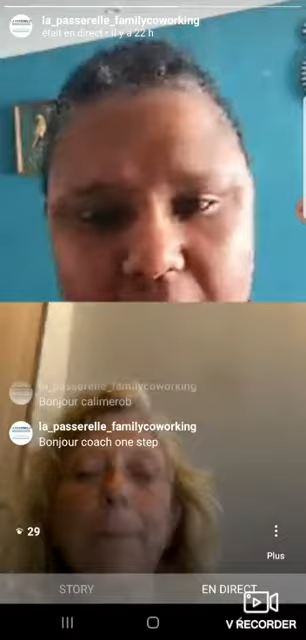 la_passerelle_familycoworking
était en direct • il y a 22 h
la_passerelle_familycoworking
Bonjour calimerob
la_passerelle_familycoworking
Bonjour coach one step
29
Plus
STORY
EN DIRECT
V RECORDER